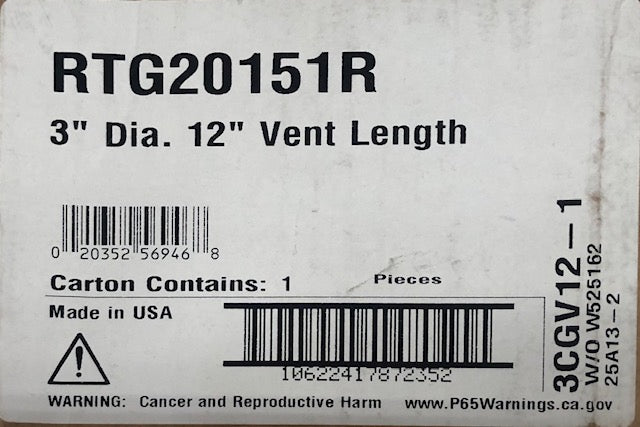 RTG20151R
3" Dia. 12" Vent Length
0 20352 56946 8
Carton Contains: 1 Pieces
Made in USA
10622417872352
WARNING: Cancer and Reproductive Harm www.P65Warnings.ca.gov
3CGV12-1
W/O W525162
25A13-2